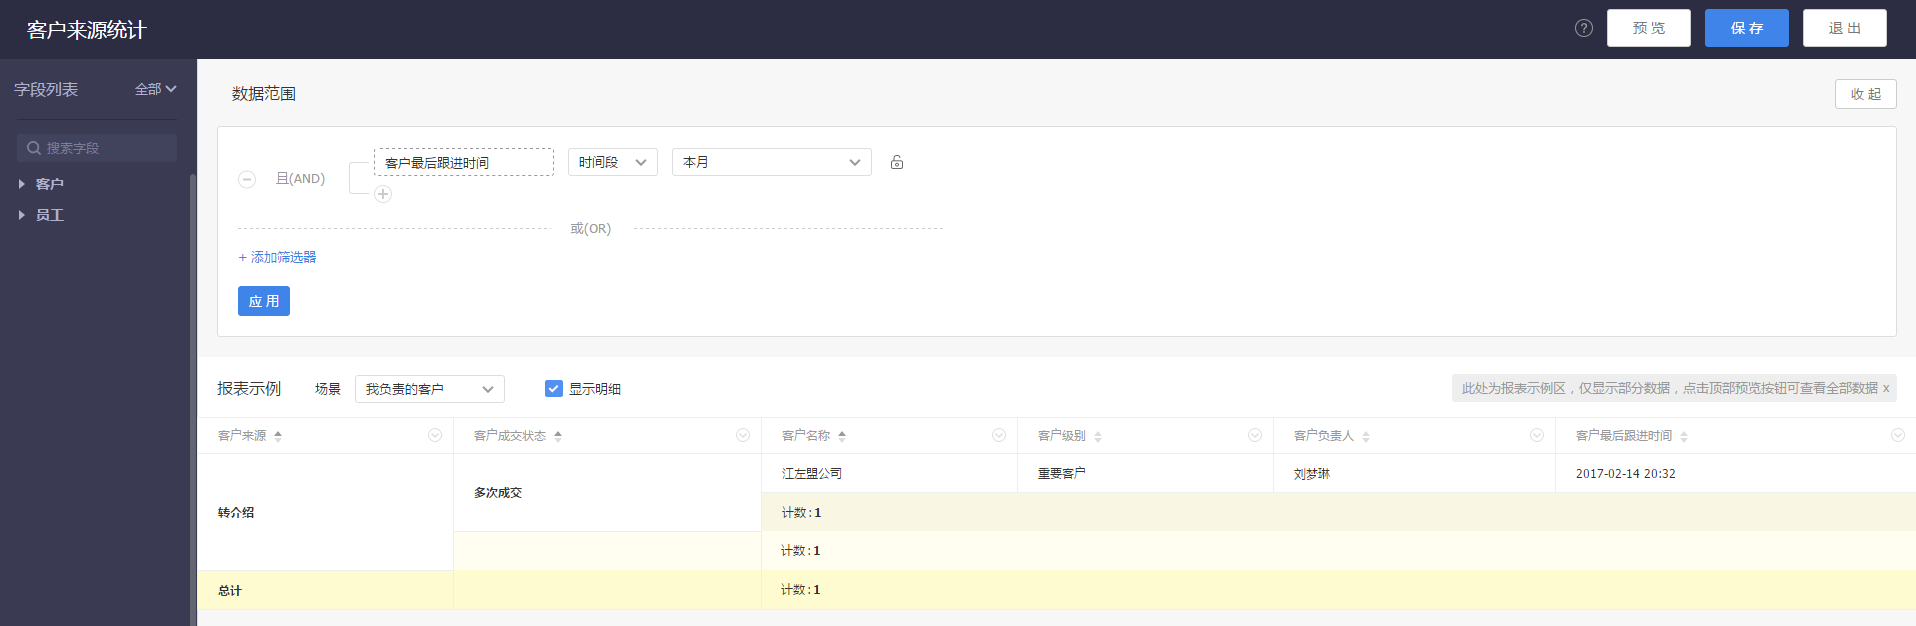 客户来源统计
? 预 览 保 存 退 出
字段列表 全部
搜索字段
客户
员工
数据范围 收 起
且(AND) 客户最后跟进时间 时间段 本月
或(OR)
+ 添加筛选器
应 用
报表示例 场景 我负责的客户 显示明细 此处为报表示例区，仅显示部分数据，点击顶部预览按钮可查看全部数据 x
客户来源 客户成交状态 客户名称 客户级别 客户负责人 客户最后跟进时间
转介绍 多次成交 江左盟公司 重要客户 刘梦琳 2017-02-14 20:32
计数:1
计数:1
总计 计数:1